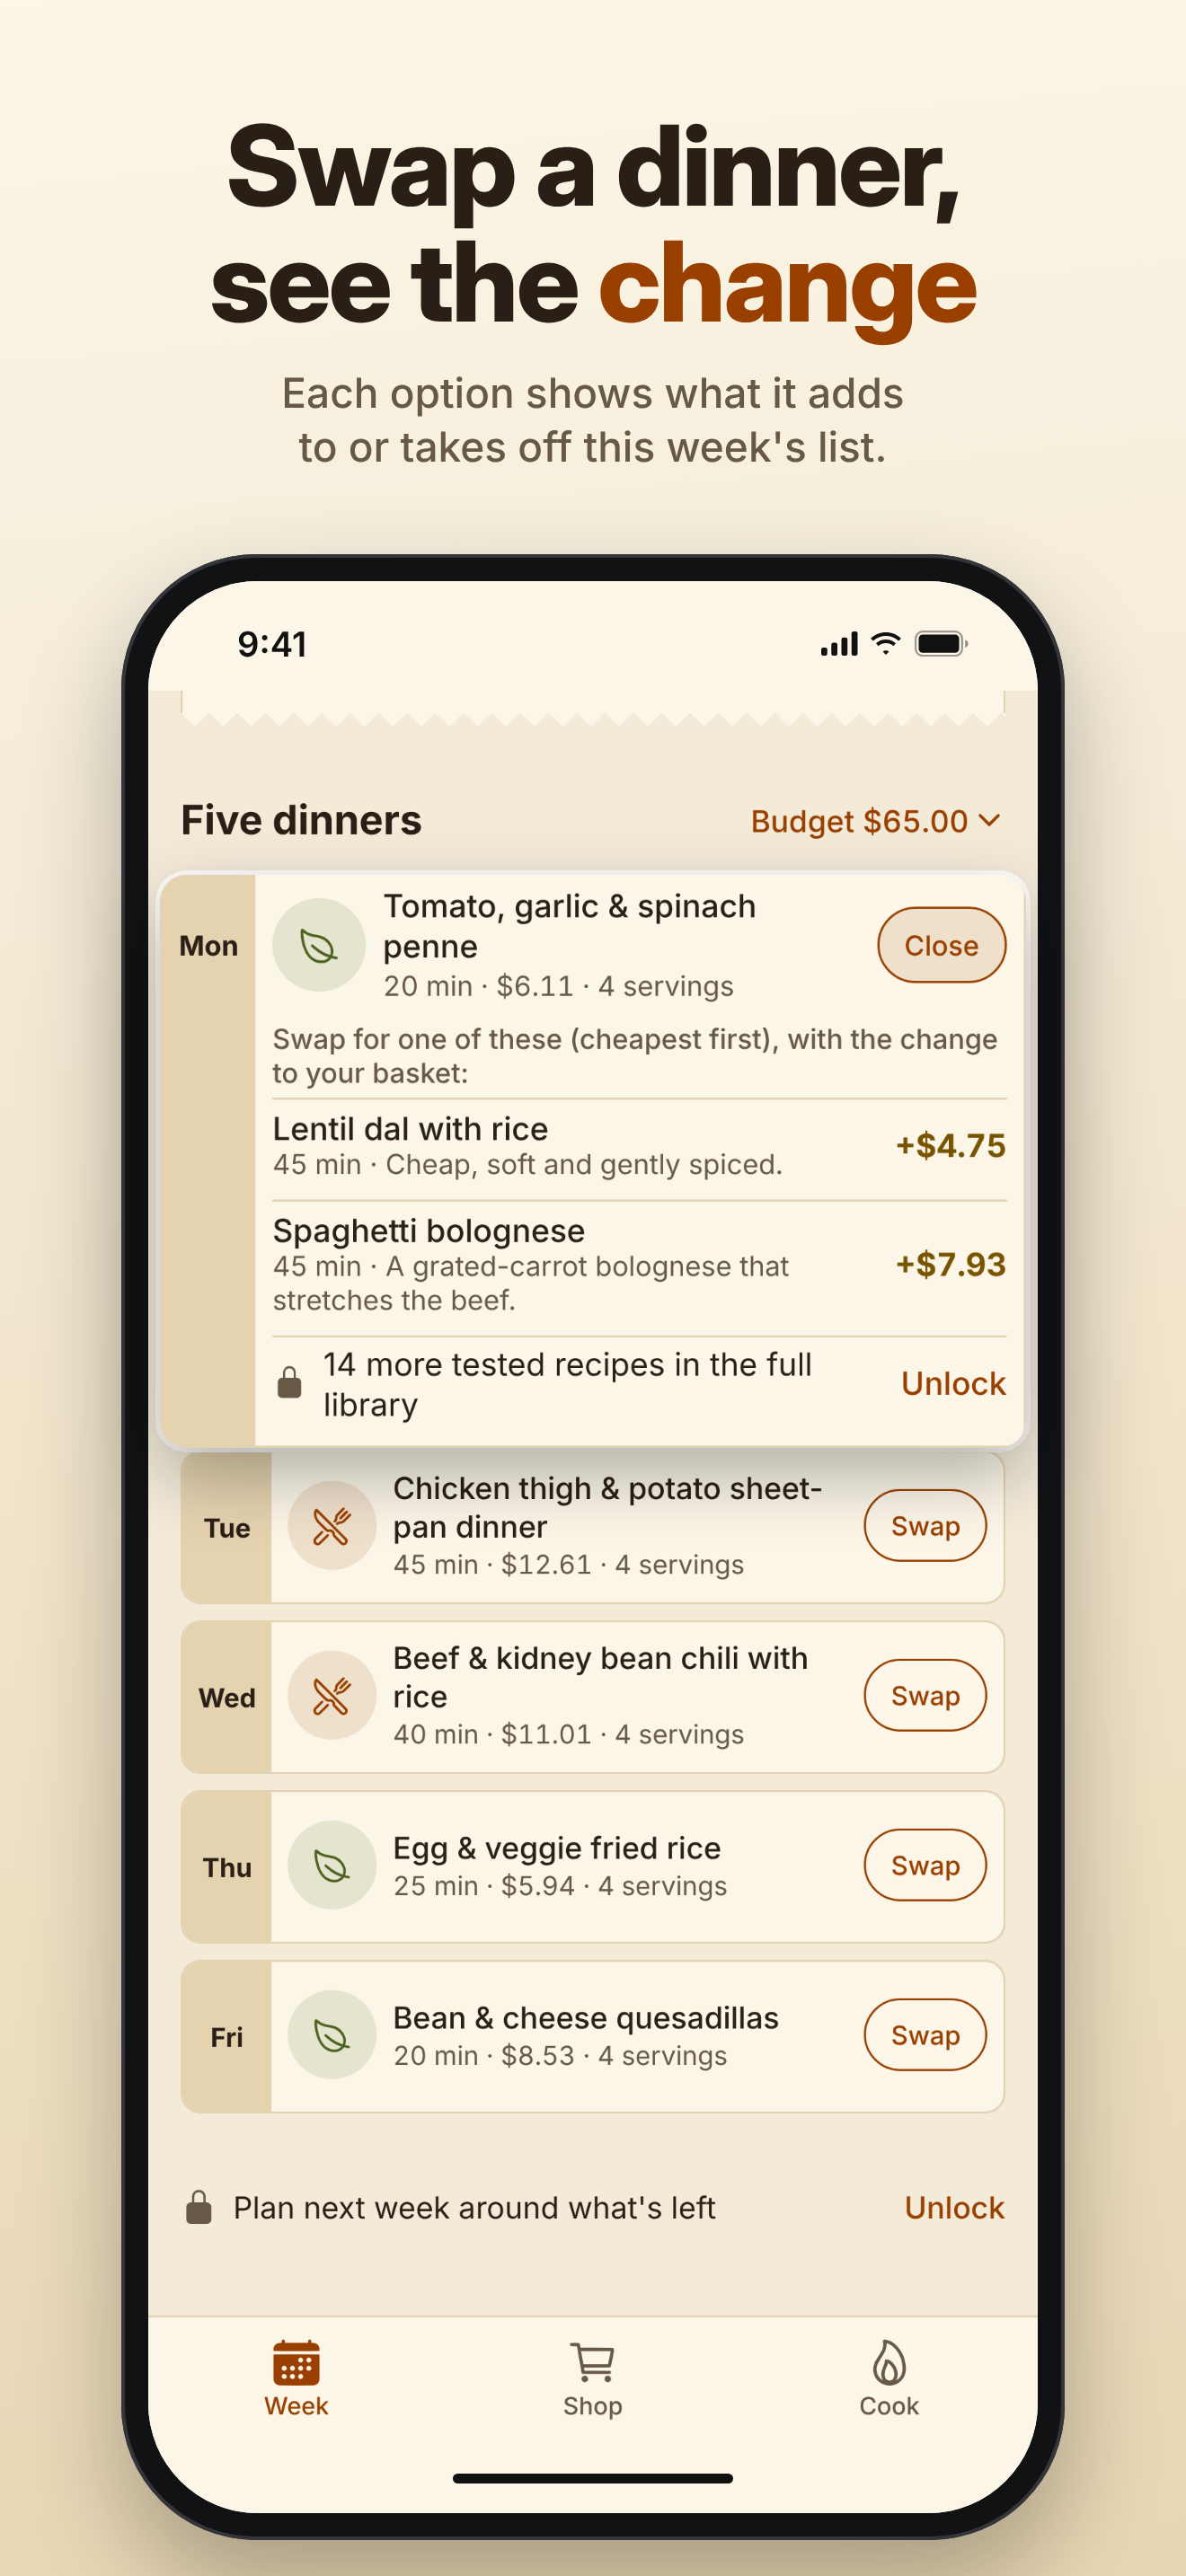 Swap a dinner,
see the change
Each option shows what it adds
to or takes off this week's list.
9:41
Five dinners
Budget $65.00
Mon
Tomato, garlic & spinach
penne
20 min · $6.11 · 4 servings
Close
Swap for one of these (cheapest first), with the change
to your basket:
Lentil dal with rice
45 min · Cheap, soft and gently spiced.
+$4.75
Spaghetti bolognese
45 min · A grated-carrot bolognese that
stretches the beef.
+$7.93
14 more tested recipes in the full
library
Unlock
Tue
Chicken thigh & potato sheet-
pan dinner
45 min · $12.61 · 4 servings
Swap
Wed
Beef & kidney bean chili with
rice
40 min · $11.01 · 4 servings
Swap
Thu
Egg & veggie fried rice
25 min · $5.94 · 4 servings
Swap
Fri
Bean & cheese quesadillas
20 min · $8.53 · 4 servings
Swap
Plan next week around what's left
Unlock
Week
Shop
Cook